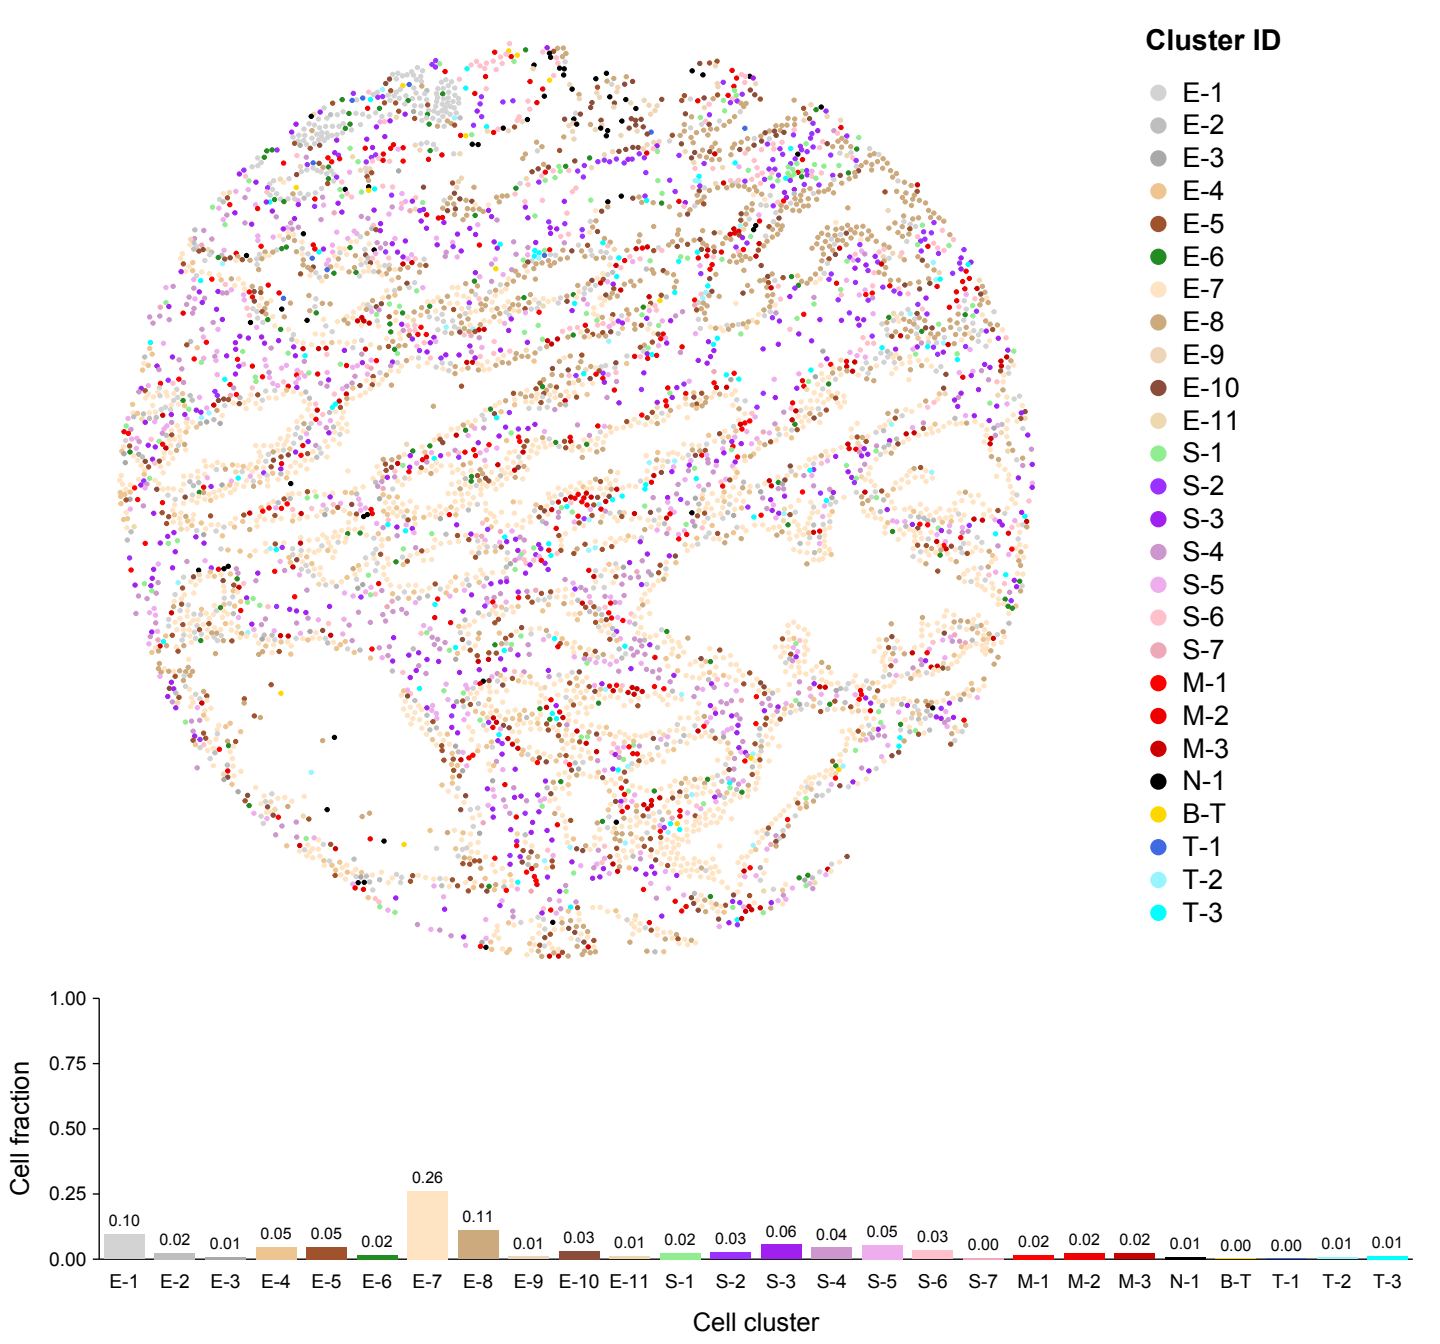 Cluster ID
E-1
E-2
E-3
E-4
E-5
E-6
E-7
E-8
E-9
E-10
E-11
S-1
S-2
S-3
S-4
S-5
S-6
S-7
M-1
M-2
M-3
N-1
B-T
T-1
T-2
T-3
1.00
0.75
0.50
0.25
0.00
Cell fraction
0.10 0.02 0.01 0.05 0.05 0.02 0.26 0.11 0.01 0.03 0.01 0.02 0.03 0.06 0.04 0.05 0.03 0.00 0.02 0.02 0.02 0.01 0.00 0.00 0.01 0.01
E-1 E-2 E-3 E-4 E-5 E-6 E-7 E-8 E-9 E-10 E-11 S-1 S-2 S-3 S-4 S-5 S-6 S-7 M-1 M-2 M-3 N-1 B-T T-1 T-2 T-3
Cell cluster